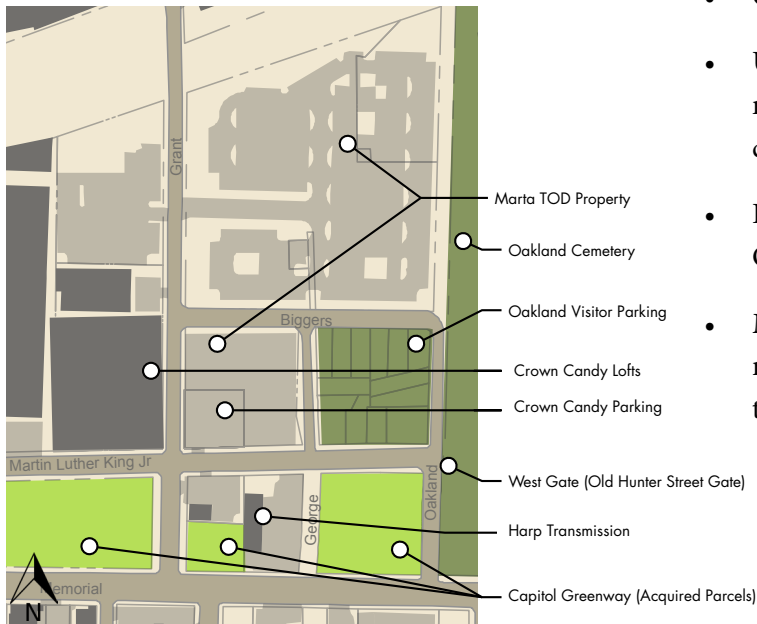 Grant
Marta TOD Property
Oakland Cemetery
Biggers
Oakland Visitor Parking
Crown Candy Lofts
Crown Candy Parking
Martin Luther King Jr
West Gate (Old Hunter Street Gate)
George
Oakland
Harp Transmission
Memorial
Capitol Greenway (Acquired Parcels)
N